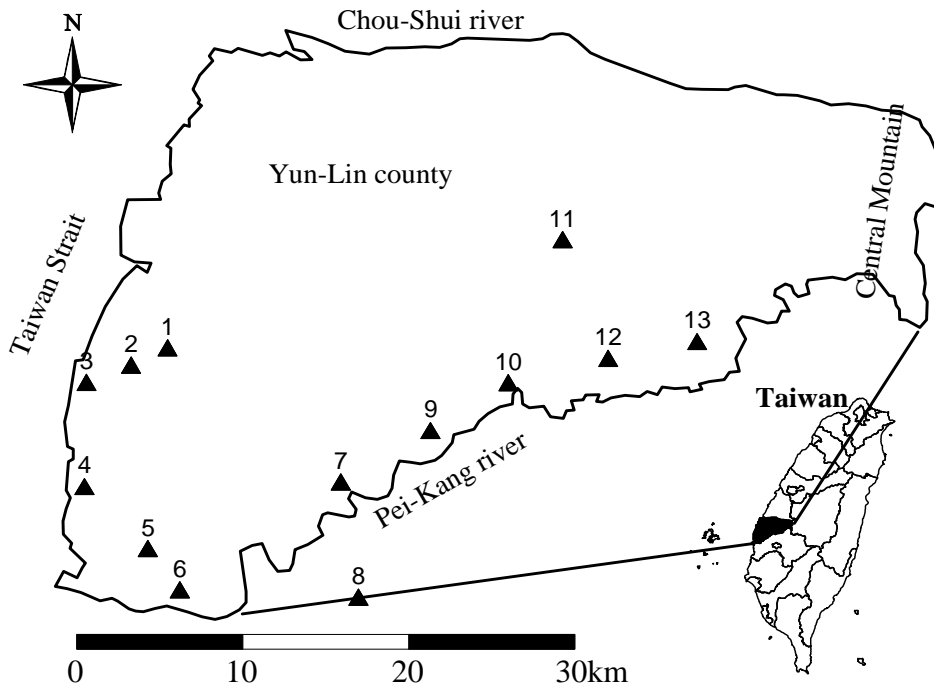 N
Chou-Shui river
Yun-Lin county
Central Mountain
Taiwan Strait
11
1
2
3
13
12
10
Taiwan
9
4
7
Pei-Kang river
5
6
8
0
10
20
30km